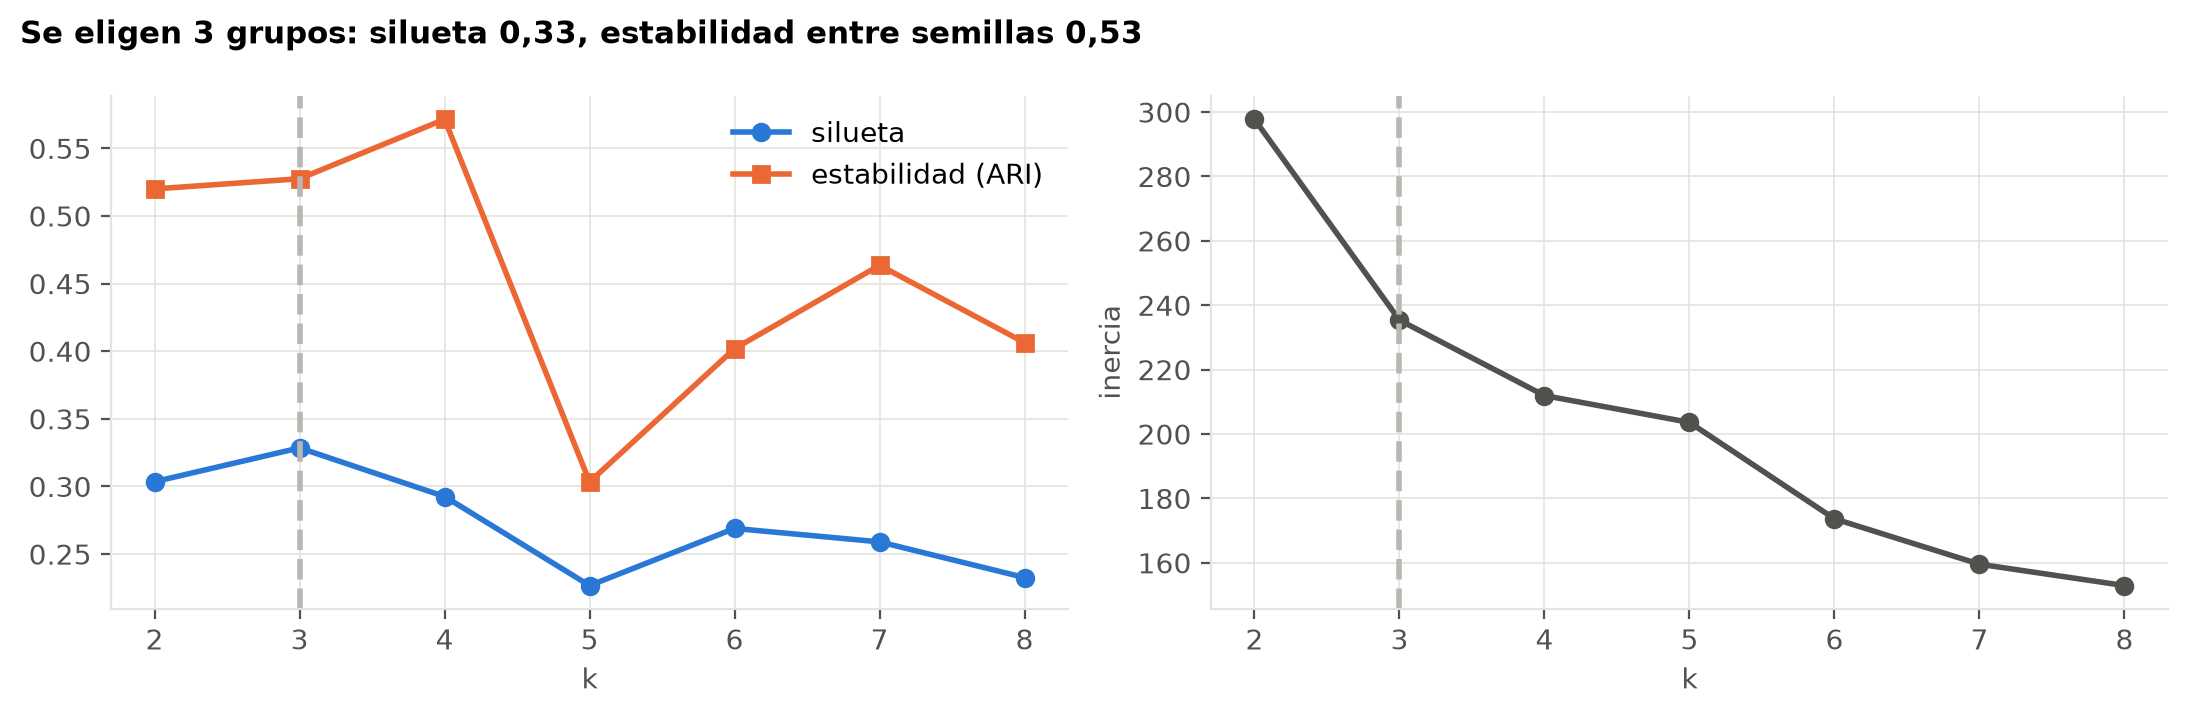 Se eligen 3 grupos: silueta 0,33, estabilidad entre semillas 0,53
silueta
estabilidad (ARI)
0.55
0.50
0.45
0.40
0.35
0.30
0.25
2 3 4 5 6 7 8
k
inercia
300
280
260
240
220
200
180
160
2 3 4 5 6 7 8
k